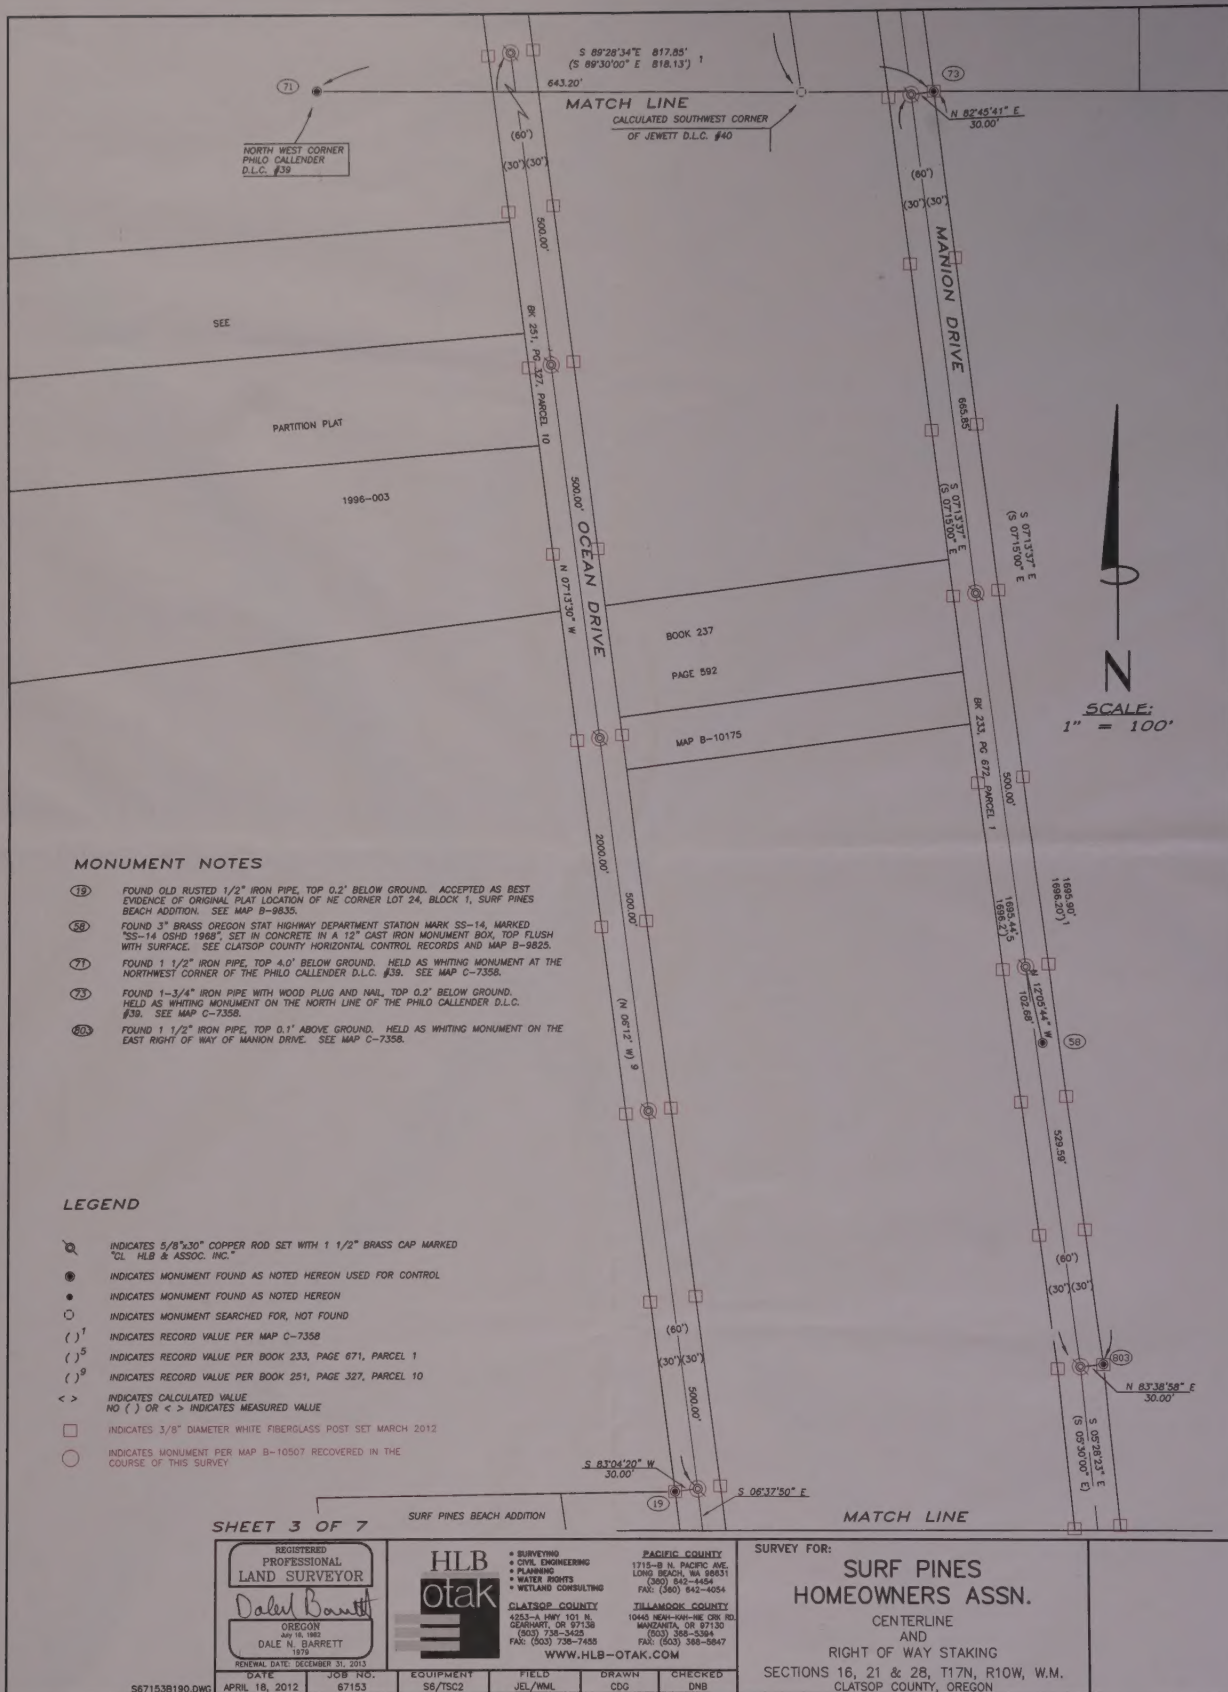 S 89°28'34"E 817.85'
(S 89°30'00" E 818.13') 1
71
643.20'
73
MATCH LINE
CALCULATED SOUTHWEST CORNER
OF JEWETT D.L.C. #40
N 82°45'41" E
30.00'
NORTH WEST CORNER
PHILO CALLENDER
D.L.C. #39
(60')
(30')(30')
(60')
(30')(30')
500.00'
MANION DRIVE
SEE
BK 251, PG 327, PARCEL 10
665.85'
PARTITION PLAT
1996-003
500.00'
OCEAN DRIVE
S 07°13'37" E
(S 07°15'00" E
S 07°13'37" E
(S 07°15'00" E
N 07°13'30" W
BOOK 237
PAGE 592
MAP B-10175
N
SCALE:
1" = 100'
BK 233, PG 672, PARCEL 1
500.00'
2000.00'
500.00'
1695.44'
1696.2')5
1695.90'
1696.20')1
N 12°05'44" W
102.68'
58
(N 06°12' W) 9
529.59'
MONUMENT NOTES
19 FOUND OLD RUSTED 1/2" IRON PIPE, TOP 0.2' BELOW GROUND. ACCEPTED AS BEST
EVIDENCE OF ORIGINAL PLAT LOCATION OF NE CORNER LOT 24, BLOCK 1, SURF PINES
BEACH ADDITION. SEE MAP B-9835.
58 FOUND 3" BRASS OREGON STAT HIGHWAY DEPARTMENT STATION MARK SS-14, MARKED
"SS-14 OSHD 1968", SET IN CONCRETE IN A 12" CAST IRON MONUMENT BOX, TOP FLUSH
WITH SURFACE. SEE CLATSOP COUNTY HORIZONTAL CONTROL RECORDS AND MAP B-9825.
71 FOUND 1 1/2" IRON PIPE, TOP 4.0' BELOW GROUND. HELD AS WHITING MONUMENT AT THE
NORTHWEST CORNER OF THE PHILO CALLENDER D.L.C. #39. SEE MAP C-7358.
73 FOUND 1-3/4" IRON PIPE WITH WOOD PLUG AND NAIL, TOP 0.2' BELOW GROUND.
HELD AS WHITING MONUMENT ON THE NORTH LINE OF THE PHILO CALLENDER D.L.C.
#39. SEE MAP C-7358.
803 FOUND 1 1/2" IRON PIPE, TOP 0.1' ABOVE GROUND. HELD AS WHITING MONUMENT ON THE
EAST RIGHT OF WAY OF MANION DRIVE. SEE MAP C-7358.
LEGEND
INDICATES 5/8"x30" COPPER ROD SET WITH 1 1/2" BRASS CAP MARKED
"CL HLB & ASSOC. INC."
INDICATES MONUMENT FOUND AS NOTED HEREON USED FOR CONTROL
INDICATES MONUMENT FOUND AS NOTED HEREON
INDICATES MONUMENT SEARCHED FOR, NOT FOUND
( )1 INDICATES RECORD VALUE PER MAP C-7358
( )5 INDICATES RECORD VALUE PER BOOK 233, PAGE 671, PARCEL 1
( )9 INDICATES RECORD VALUE PER BOOK 251, PAGE 327, PARCEL 10
< > INDICATES CALCULATED VALUE
NO ( ) OR < > INDICATES MEASURED VALUE
INDICATES 3/8" DIAMETER WHITE FIBERGLASS POST SET MARCH 2012
INDICATES MONUMENT PER MAP B-10507 RECOVERED IN THE
COURSE OF THIS SURVEY
(60')
(30')(30')
(60')
(30')(30')
500.00'
803
N 83°38'58" E
30.00'
S 05°28'23" E
(S 05°30'00" E)
S 83°04'20" W
30.00'
19
S 06°37'50" E
SURF PINES BEACH ADDITION
MATCH LINE
SHEET 3 OF 7
REGISTERED
PROFESSIONAL
LAND SURVEYOR
Dale N Barrett
OREGON
July 16, 1982
DALE N. BARRETT
1979
RENEWAL DATE: DECEMBER 31, 2013
HLB
otak
• SURVEYING
• CIVIL ENGINEERING
• PLANNING
• WATER RIGHTS
• WETLAND CONSULTING
CLATSOP COUNTY
4253-A HWY 101 N.
GEARHART, OR 97138
(503) 738-3425
FAX: (503) 738-7455
PACIFIC COUNTY
1715-B N. PACIFIC AVE.
LONG BEACH, WA 98631
(360) 642-4454
FAX: (360) 642-4054
TILLAMOOK COUNTY
10445 NEAH-KAH-NIE CRK RD.
MANZANITA, OR 97130
(503) 368-5394
FAX: (503) 368-5847
WWW.HLB-OTAK.COM
SURVEY FOR:
SURF PINES
HOMEOWNERS ASSN.
CENTERLINE
AND
RIGHT OF WAY STAKING
SECTIONS 16, 21 & 28, T17N, R10W, W.M.
CLATSOP COUNTY, OREGON
S67153B190.DWG
DATE JOB NO. EQUIPMENT FIELD DRAWN CHECKED
APRIL 18, 2012 67153 S6/TSC2 JEL/WML CDG DNB